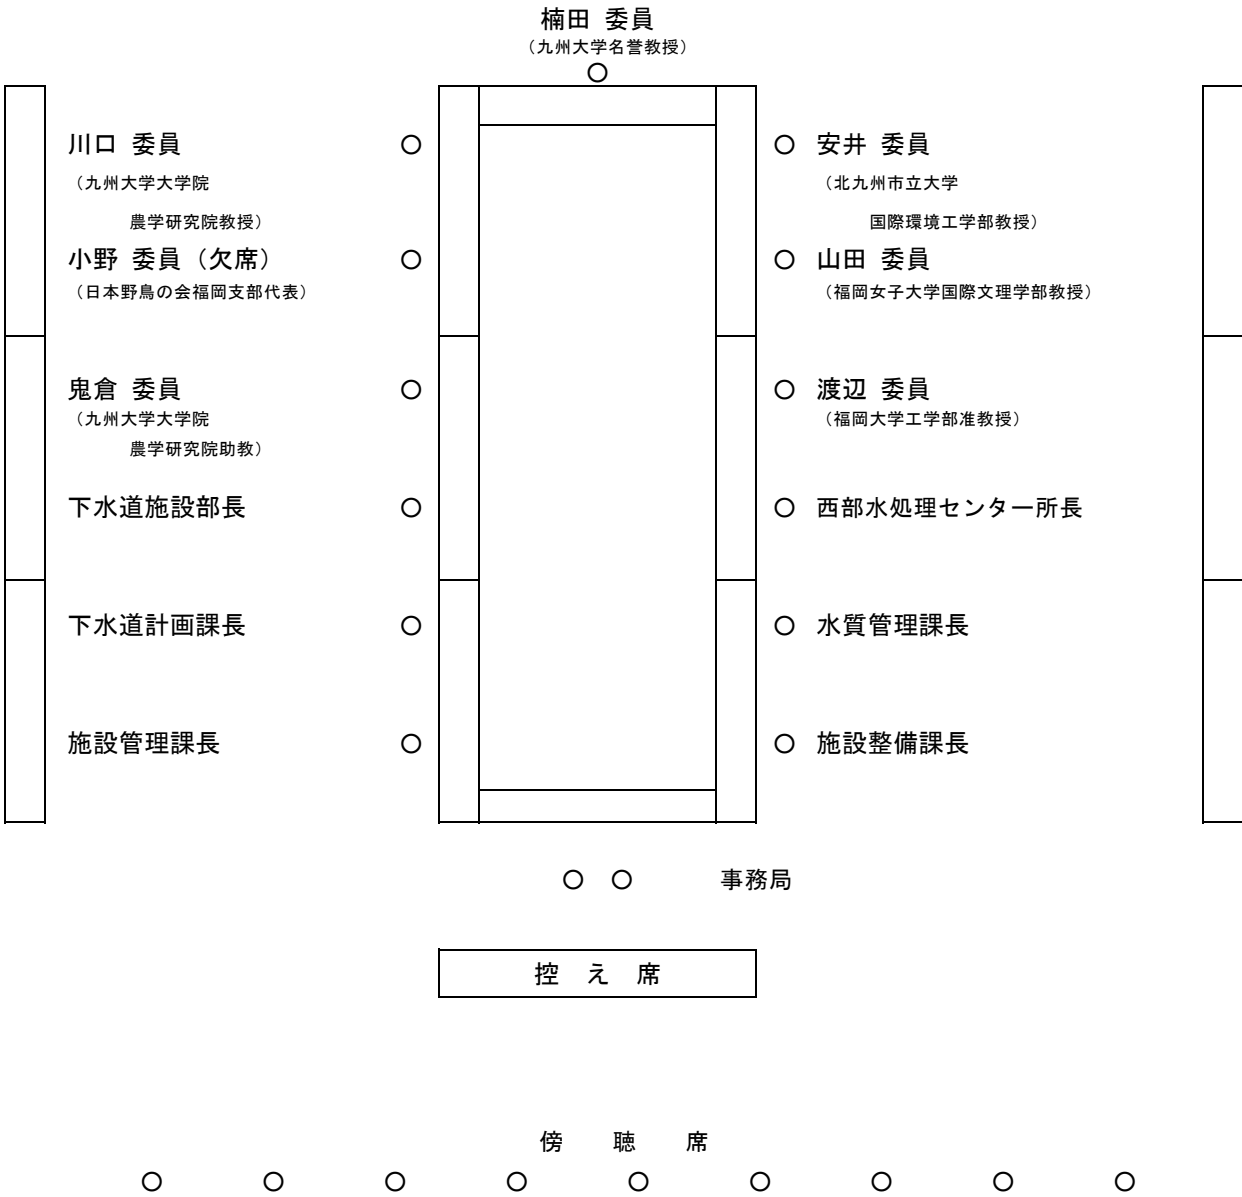 楠田 委員
（九州大学名誉教授）
川口 委員
（九州大学大学院
農学研究院教授）
小野 委員（欠席）
（日本野鳥の会福岡支部代表）
鬼倉 委員
（九州大学大学院
農学研究院助教）
下水道施設部長
下水道計画課長
施設管理課長
安井 委員
（北九州市立大学
国際環境工学部教授）
山田 委員
（福岡女子大学国際文理学部教授）
渡辺 委員
（福岡大学工学部准教授）
西部水処理センター所長
水質管理課長
施設整備課長
事務局
控 え 席
傍 聴 席